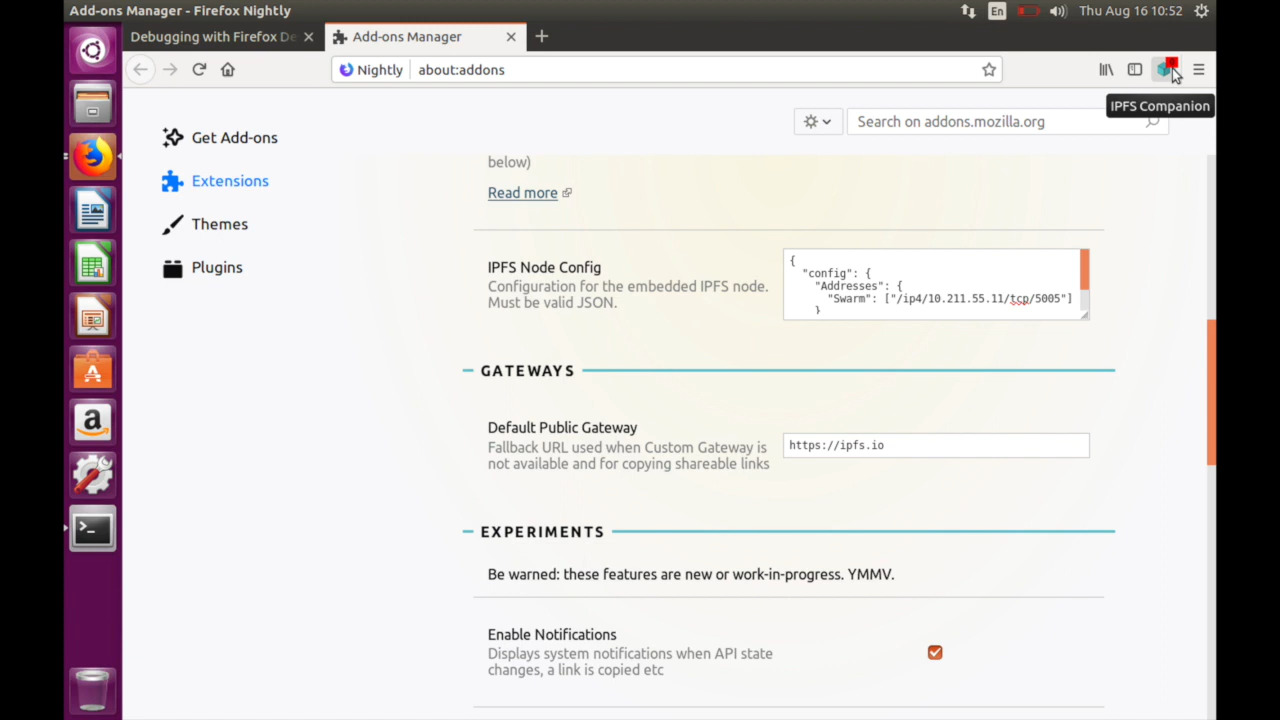 Add-ons Manager - Firefox Nightly
En
Thu Aug 16 10:52
Debugging with Firefox De
Add-ons Manager
Nightly
about:addons
IPFS Companion
Search on addons.mozilla.org
Get Add-ons
Extensions
Themes
Plugins
below)
Read more
IPFS Node Config
Configuration for the embedded IPFS node.
Must be valid JSON.
{
"config": {
"Addresses": {
"Swarm": ["/ip4/10.211.55.11/tcp/5005"]
}
GATEWAYS
Default Public Gateway
Fallback URL used when Custom Gateway is
not available and for copying shareable links
https://ipfs.io
EXPERIMENTS
Be warned: these features are new or work-in-progress. YMMV.
Enable Notifications
Displays system notifications when API state
changes, a link is copied etc